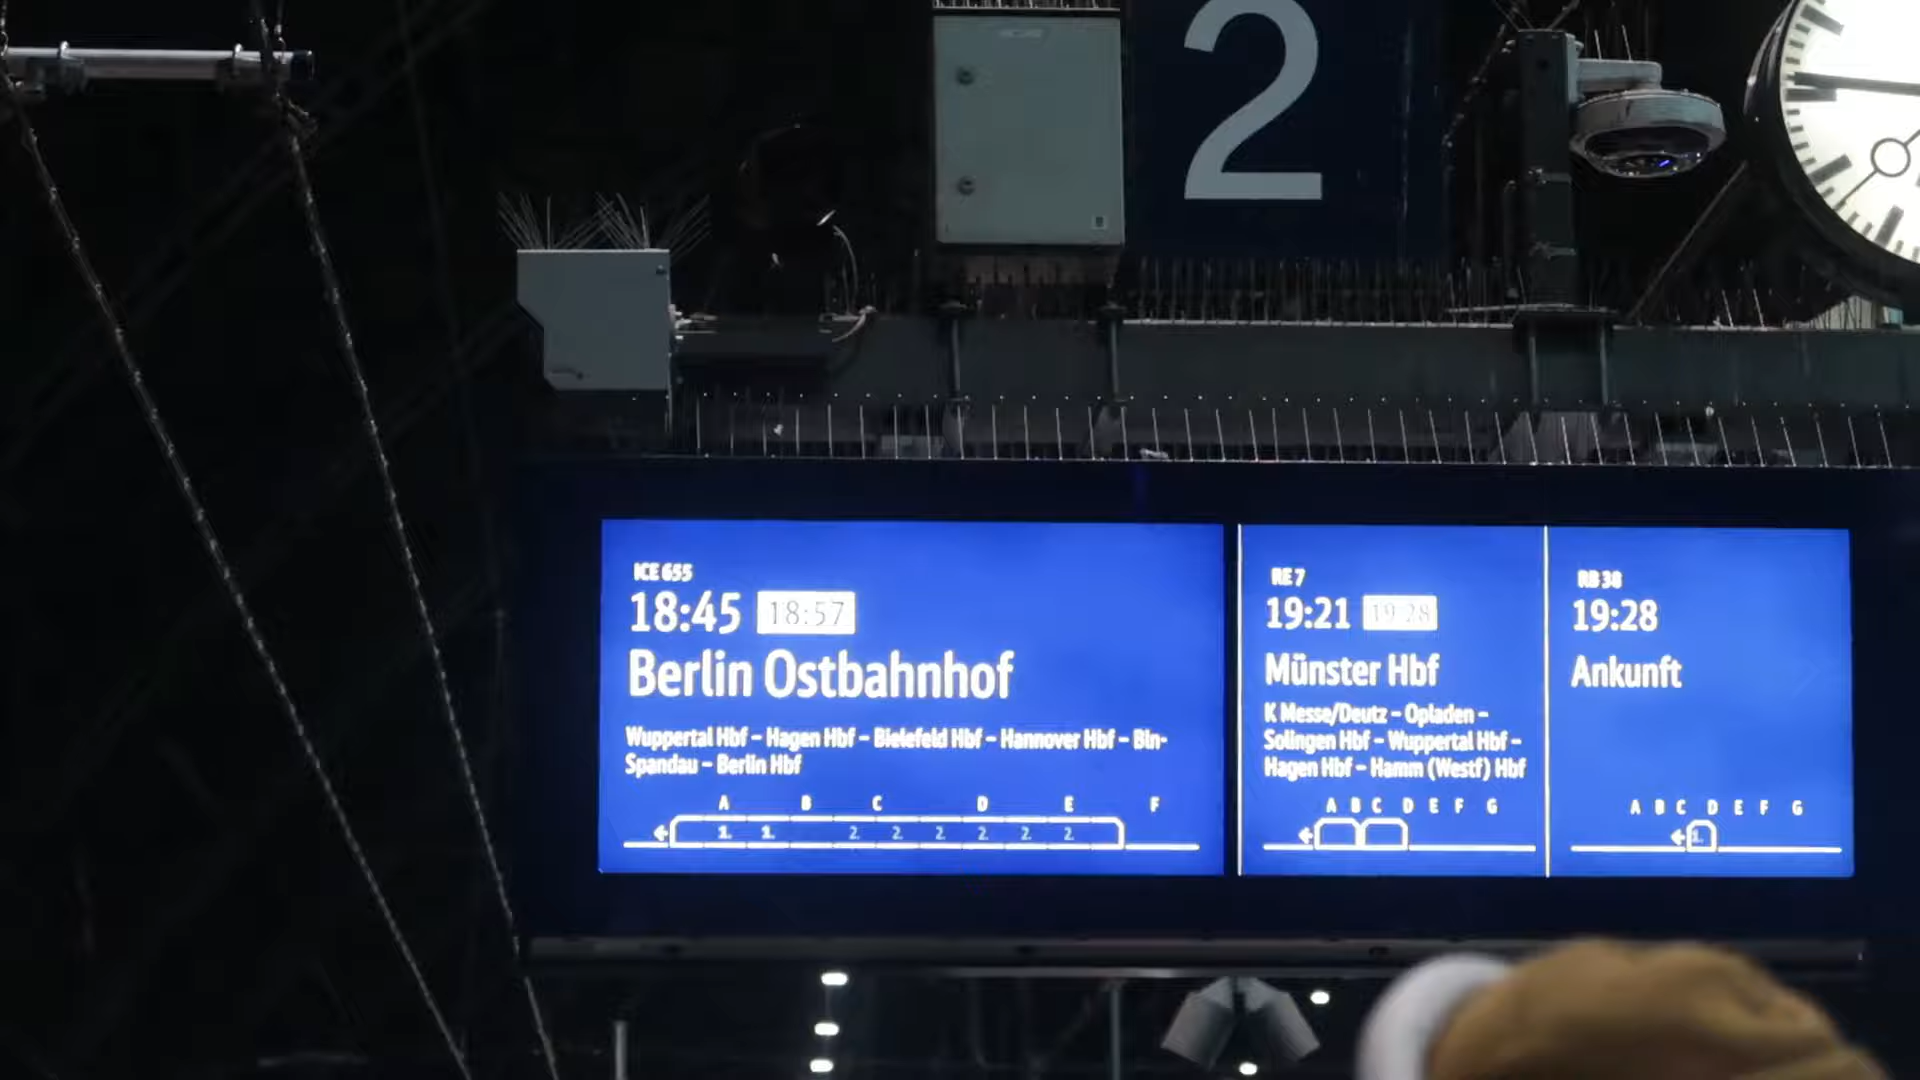 2
ICE 655
18:45 18:57
Berlin Ostbahnhof
Wuppertal Hbf – Hagen Hbf – Bielefeld Hbf – Hannover Hbf – Bln-
Spandau – Berlin Hbf
A B C D E F
1. 1. 2. 2. 2. 2. 2. 2.
RE 7
19:21 19:28
Münster Hbf
K Messe/Deutz – Opladen –
Solingen Hbf – Wuppertal Hbf –
Hagen Hbf – Hamm (Westf) Hbf
A B C D E F G
RB 38
19:28
Ankunft
A B C D E F G
1.